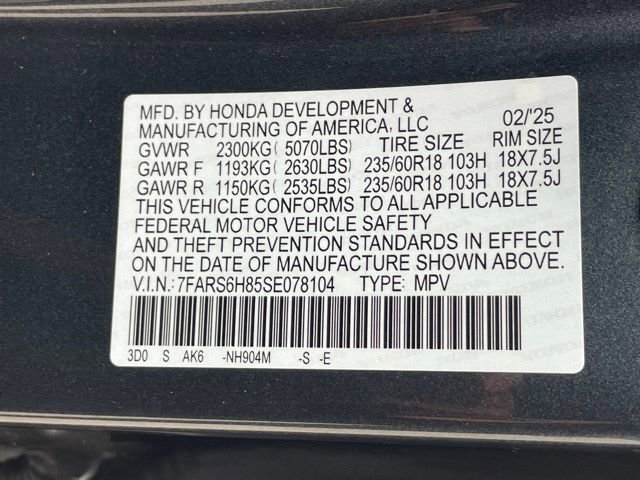 MFD. BY HONDA DEVELOPMENT &
MANUFACTURING OF AMERICA, LLC 02/'25
GVWR 2300KG ( 5070LBS) TIRE SIZE RIM SIZE
GAWR F 1193KG ( 2630LBS) 235/60R18 103H 18X7.5J
GAWR R 1150KG ( 2535LBS) 235/60R18 103H 18X7.5J
THIS VEHICLE CONFORMS TO ALL APPLICABLE
FEDERAL MOTOR VEHICLE SAFETY
AND THEFT PREVENTION STANDARDS IN EFFECT
ON THE DATE OF MANUFACTURE SHOWN ABOVE.
V.I.N.: 7FARS6H85SE078104 TYPE: MPV
3D0 S AK6 -NH904M -S -E